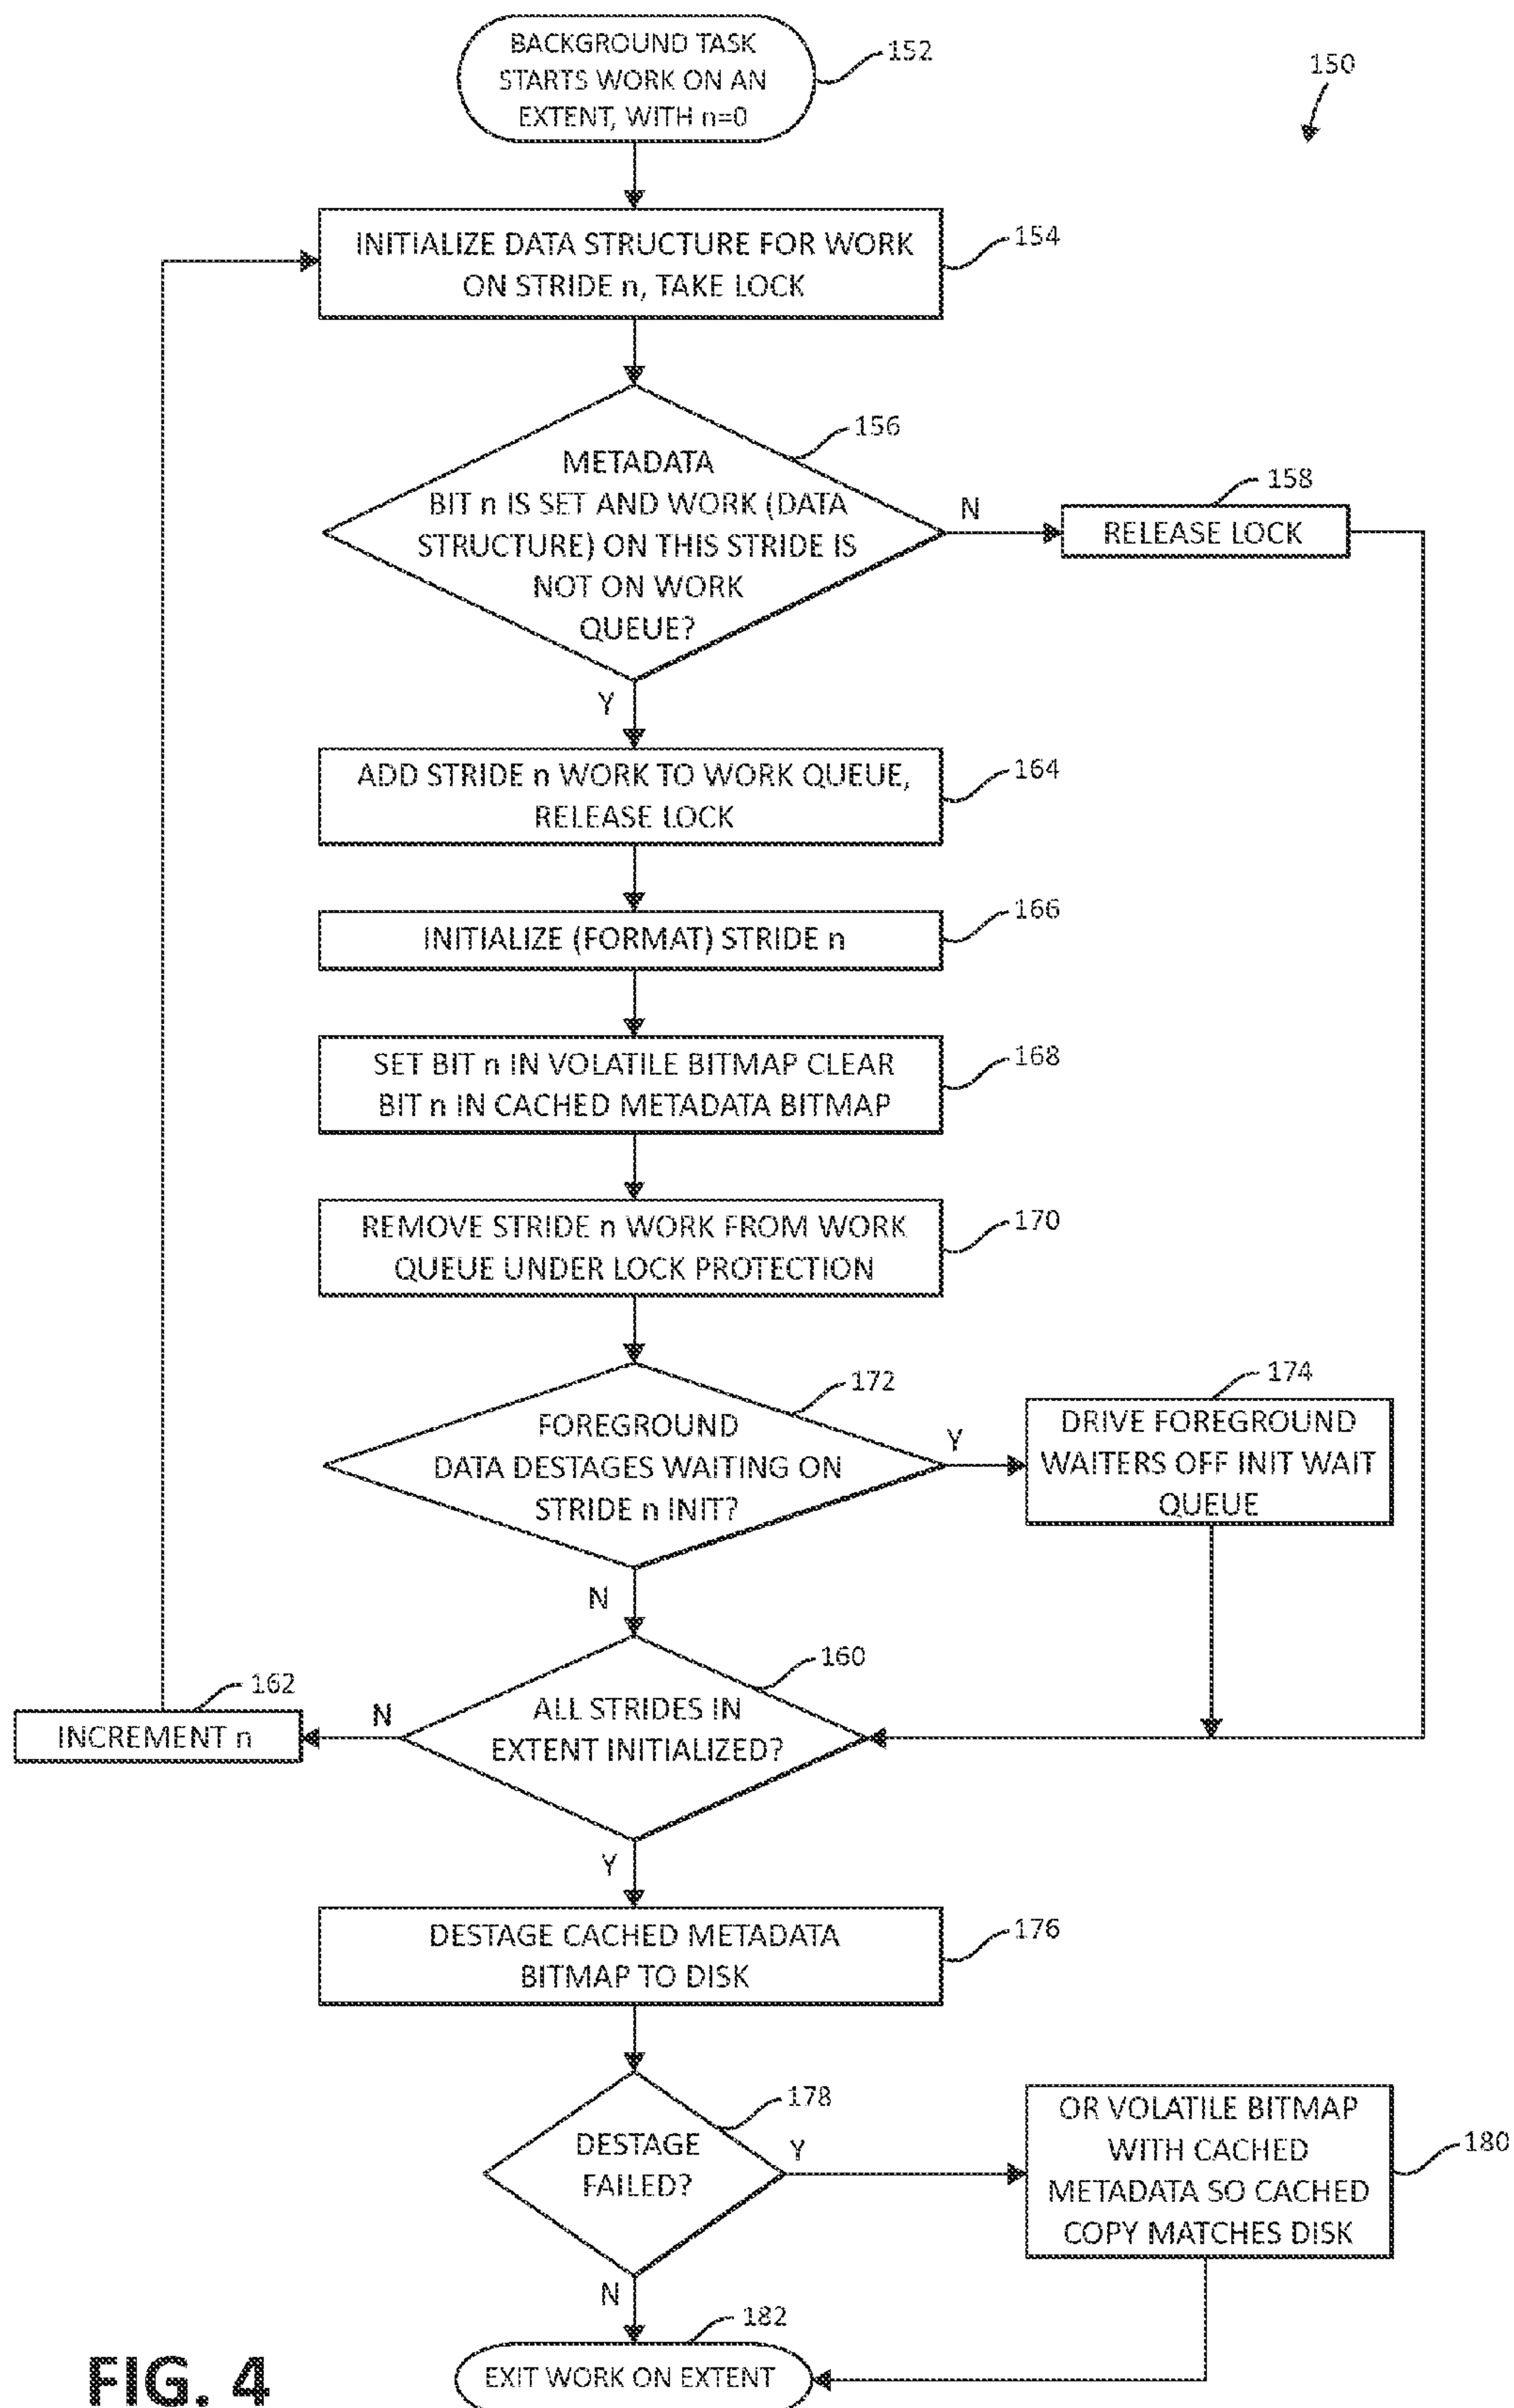 BACKGROUND TASK
STARTS WORK ON AN
EXTENT, WITH n=0
152
150
INITIALIZE DATA STRUCTURE FOR WORK
ON STRIDE n, TAKE LOCK
154
156
METADATA
BIT n IS SET AND WORK (DATA
STRUCTURE) ON THIS STRIDE IS
NOT ON WORK
QUEUE?
N
158
RELEASE LOCK
Y
ADD STRIDE n WORK TO WORK QUEUE,
RELEASE LOCK
164
INITIALIZE (FORMAT) STRIDE n
166
SET BIT n IN VOLATILE BITMAP CLEAR
BIT n IN CACHED METADATA BITMAP
168
REMOVE STRIDE n WORK FROM WORK
QUEUE UNDER LOCK PROTECTION
170
172
FOREGROUND
DATA DESTAGES WAITING ON
STRIDE n INIT?
Y
174
DRIVE FOREGROUND
WAITERS OFF INIT WAIT
QUEUE
N
160
ALL STRIDES IN
EXTENT INITIALIZED?
N
162
INCREMENT n
Y
DESTAGE CACHED METADATA
BITMAP TO DISK
176
178
DESTAGE
FAILED?
Y
OR VOLATILE BITMAP
WITH CACHED
METADATA SO CACHED
COPY MATCHES DISK
180
N
182
EXIT WORK ON EXTENT
FIG. 4